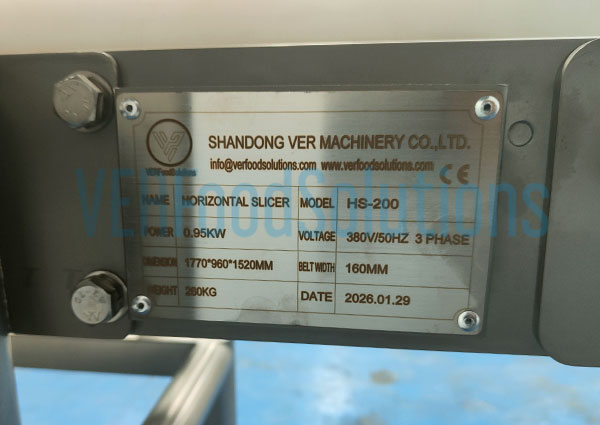 SHANDONG VER MACHINERY CO.,LTD.
VERFoodSolutions
info@verfoodsolutions.com www.verfoodsolutions.com CE
NAME HORIZONTAL SLICER MODEL HS-200
POWER 0.95KW VOLTAGE 380V/50HZ 3 PHASE
DIMENSION 1770*960*1520MM BELT WIDTH 160MM
WEIGHT 260KG DATE 2026.01.29
VERFoodSolutions